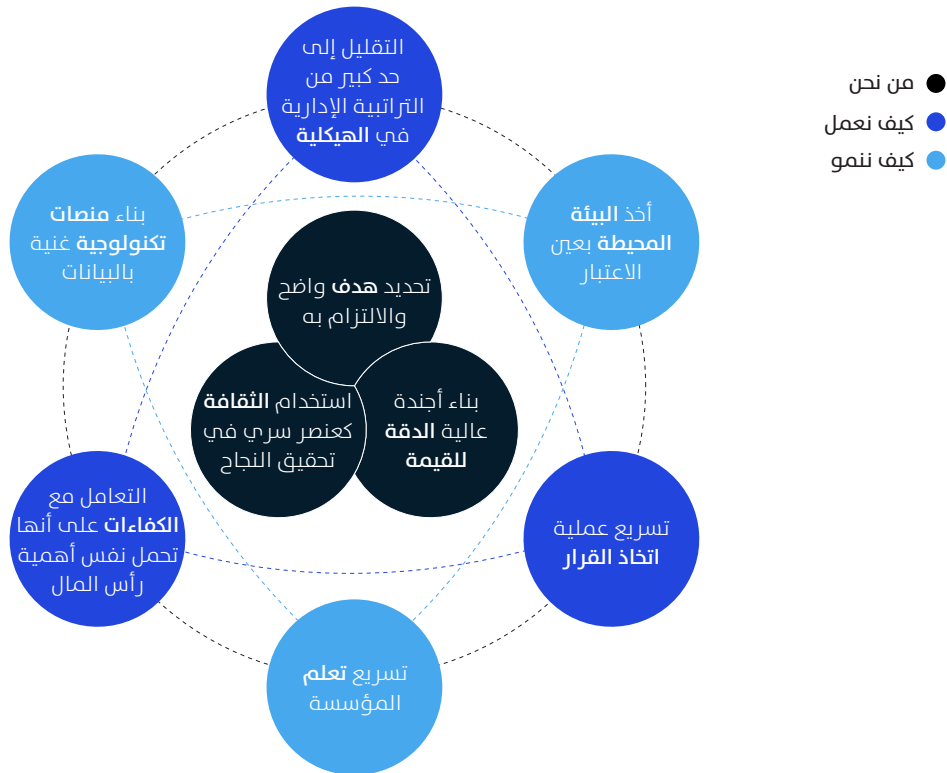 من نحن
كيف نعمل
كيف ننمو
التقليل إلى
حد كبير من
التراتبية الإدارية
في الهيكلية
أخذ البيئة
المحيطة بعين
الاعتبار
بناء منصات
تكنولوجية غنية
بالبيانات
تحديد هدف واضح
والالتزام به
بناء أجندة
عالية الدقة
للقيمة
استخدام الثقافة
كعنصر سري في
تحقيق النجاح
تسريع عملية
اتخاذ القرار
التعامل مع
الكفاءات على أنها
تحمل نفس أهمية
رأس المال
تسريع تعلم
المؤسسة